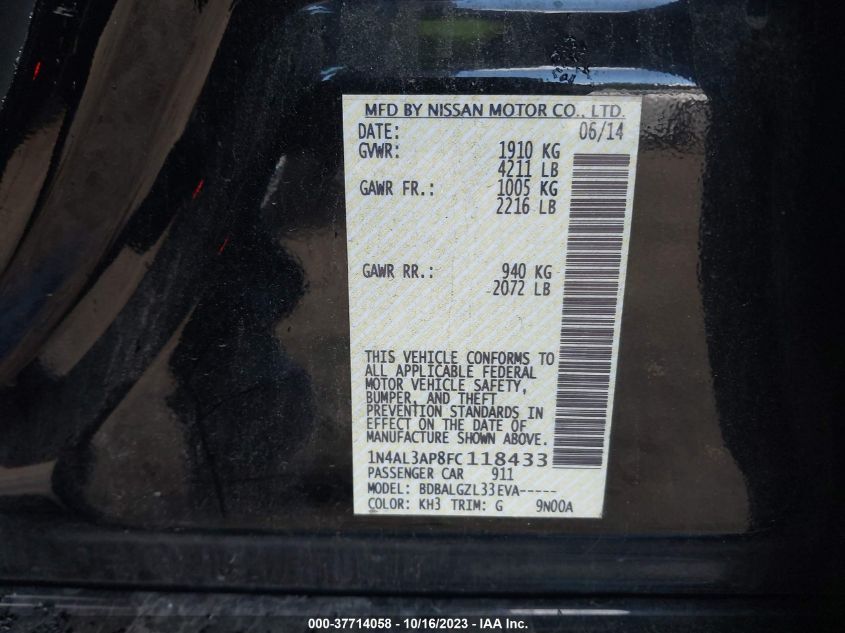 MFD BY NISSAN MOTOR CO., LTD.
DATE: 06/14
GVWR: 1910 KG
4211 LB
GAWR FR.: 1005 KG
2216 LB
GAWR RR.: 940 KG
2072 LB
THIS VEHICLE CONFORMS TO
ALL APPLICABLE FEDERAL
MOTOR VEHICLE SAFETY,
BUMPER, AND THEFT
PREVENTION STANDARDS IN
EFFECT ON THE DATE OF
MANUFACTURE SHOWN ABOVE.
1N4AL3AP8FC118433
PASSENGER CAR 911
MODEL: BDBALGZL33EVA-----
COLOR: KH3 TRIM: G 9N00A
000-37714058 - 10/16/2023 - IAA Inc.